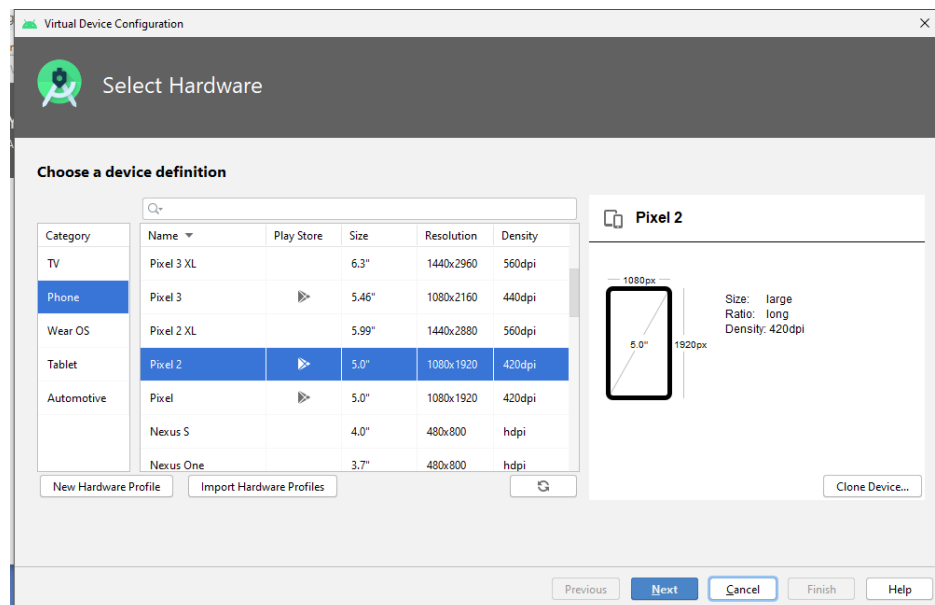 Virtual Device Configuration
Select Hardware
Choose a device definition
Category
TV
Phone
Wear OS
Tablet
Automotive
Name Play Store Size Resolution Density
Pixel 3 XL 6.3" 1440x2960 560dpi
Pixel 3 5.46" 1080x2160 440dpi
Pixel 2 XL 5.99" 1440x2880 560dpi
Pixel 2 5.0" 1080x1920 420dpi
Pixel 5.0" 1080x1920 420dpi
Nexus S 4.0" 480x800 hdpi
Nexus One 3.7" 480x800 hdpi
New Hardware Profile Import Hardware Profiles
Pixel 2
1080px
5.0" 1920px
Size: large
Ratio: long
Density: 420dpi
Clone Device...
Previous Next Cancel Finish Help